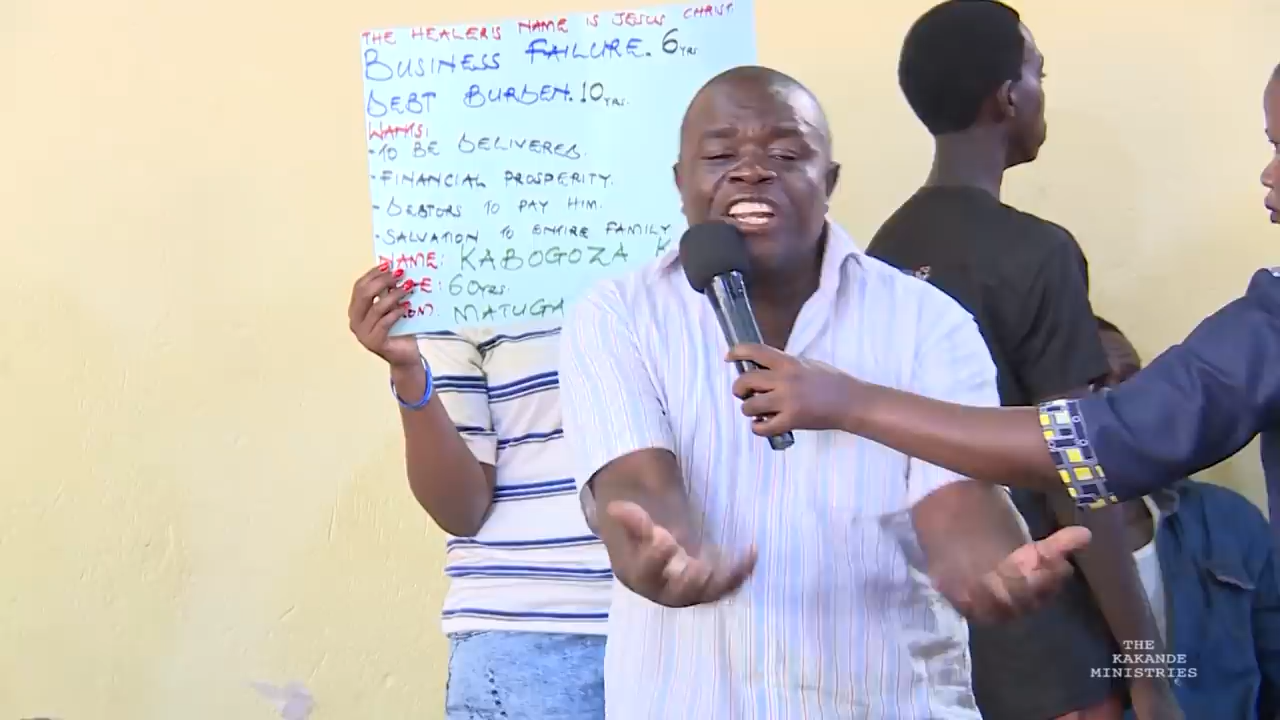 THE HEALER'S NAME IS JESUS CHRIST
BUSINESS FAILURE. 6YRS
DEBT BURDEN. 10YRS.
WANTS:
- TO BE DELIVERED.
- FINANCIAL PROSPERITY.
- DEBTORS TO PAY HIM.
- SALVATION TO ENTIRE FAMILY
NAME: KABOGOZA K
60YRS.
MATUGA
THE
KAKANDE
MINISTRIES